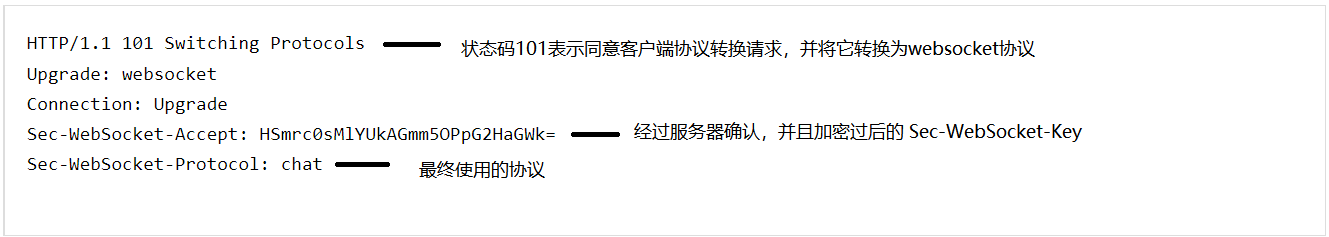 HTTP/1.1 101 Switching Protocols 状态码101表示同意客户端协议转换请求，并将它转换为websocket协议
Upgrade: websocket
Connection: Upgrade
Sec-WebSocket-Accept: HSmrc0sMlYUkAGmm5OPpG2HaGWk= 经过服务器确认，并且加密过后的 Sec-WebSocket-Key
Sec-WebSocket-Protocol: chat 最终使用的协议